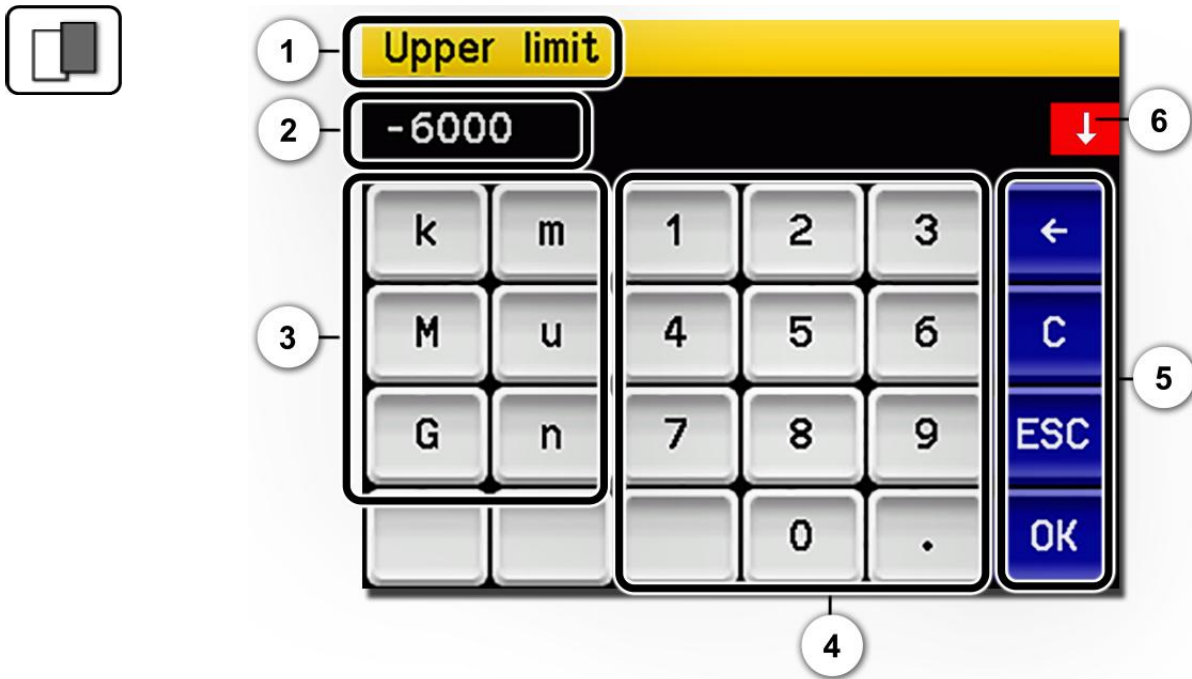 1 Upper limit
2 -6000 ↓ 6
k m 1 2 3 ←
3 M u 4 5 6 C
5
G n 7 8 9 ESC
0 . OK
4